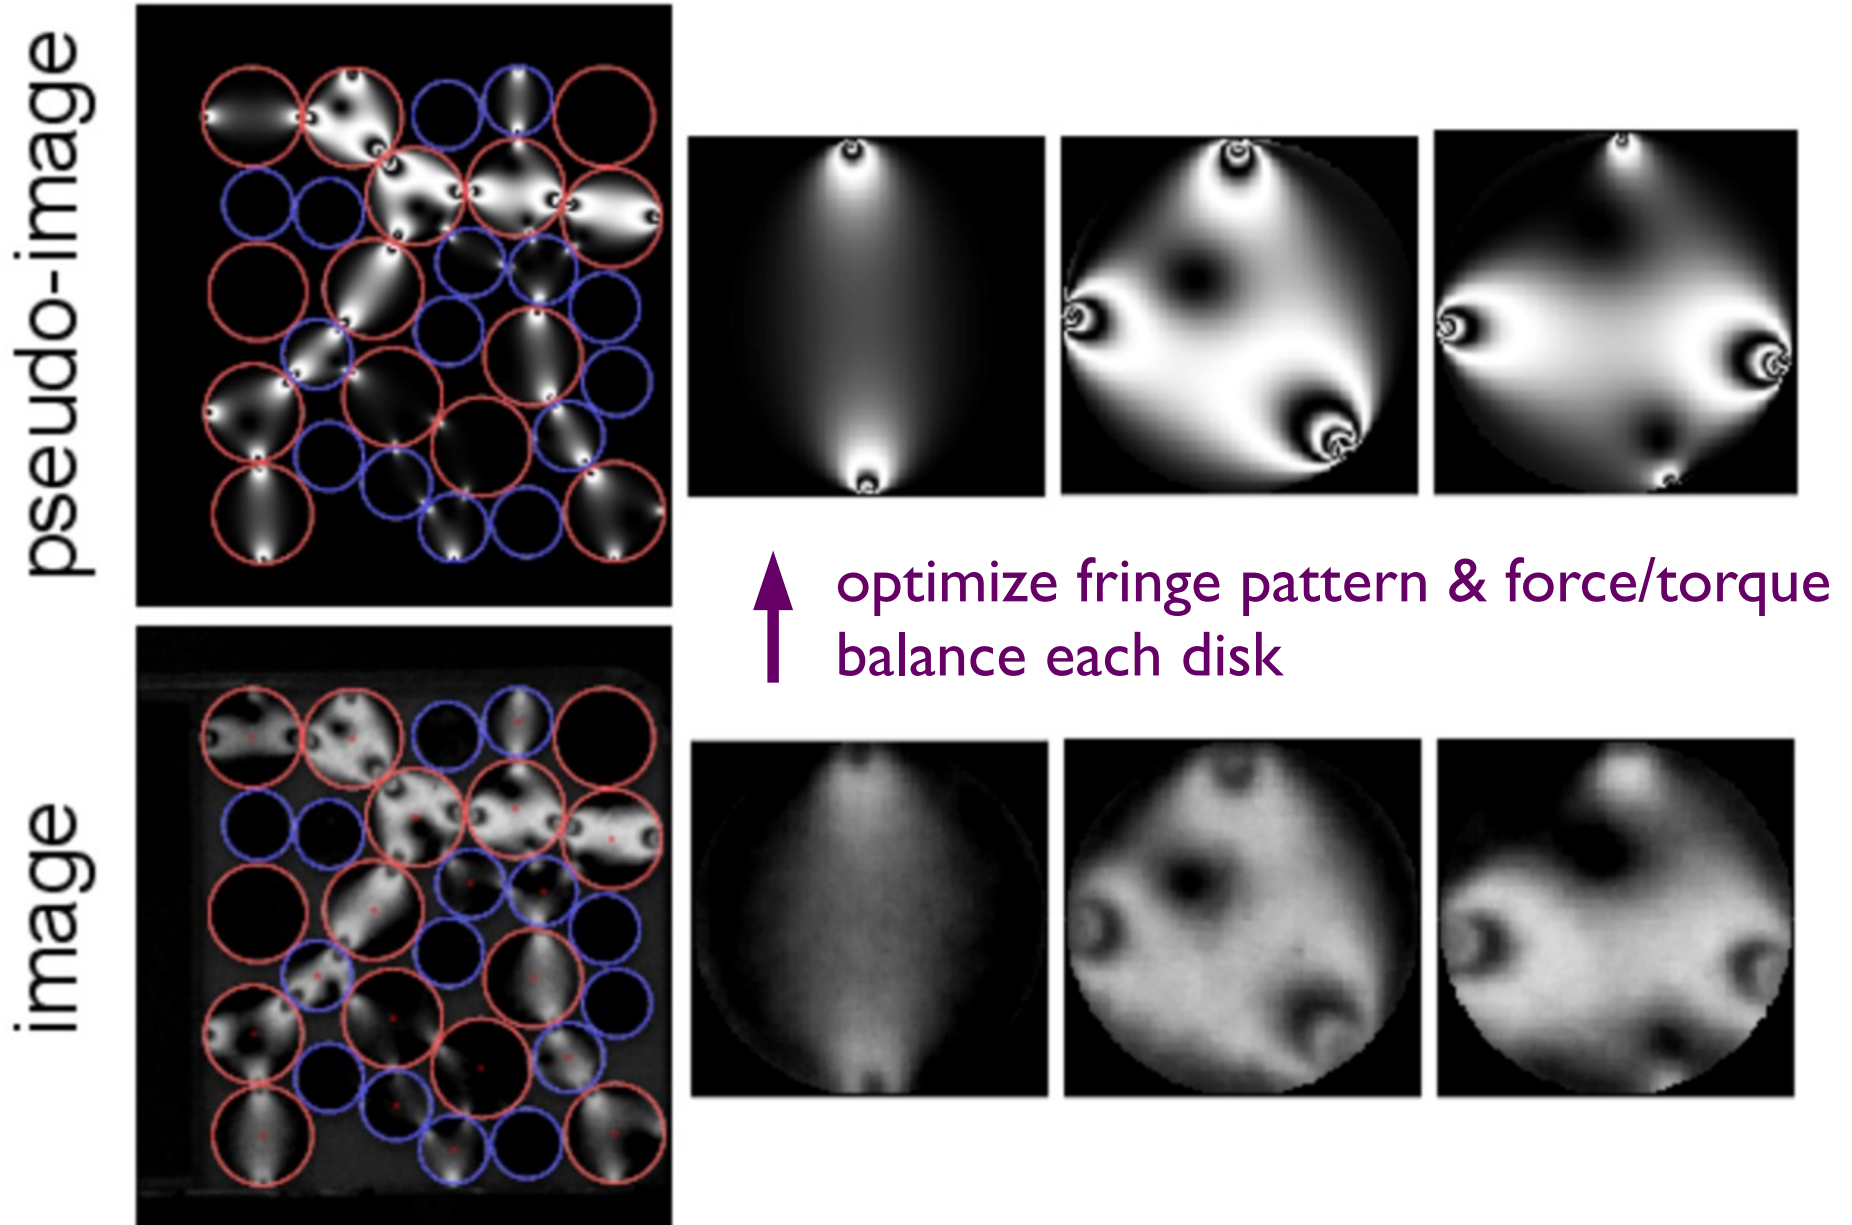 pseudo-image
optimize fringe pattern & force/torque
balance each disk
image